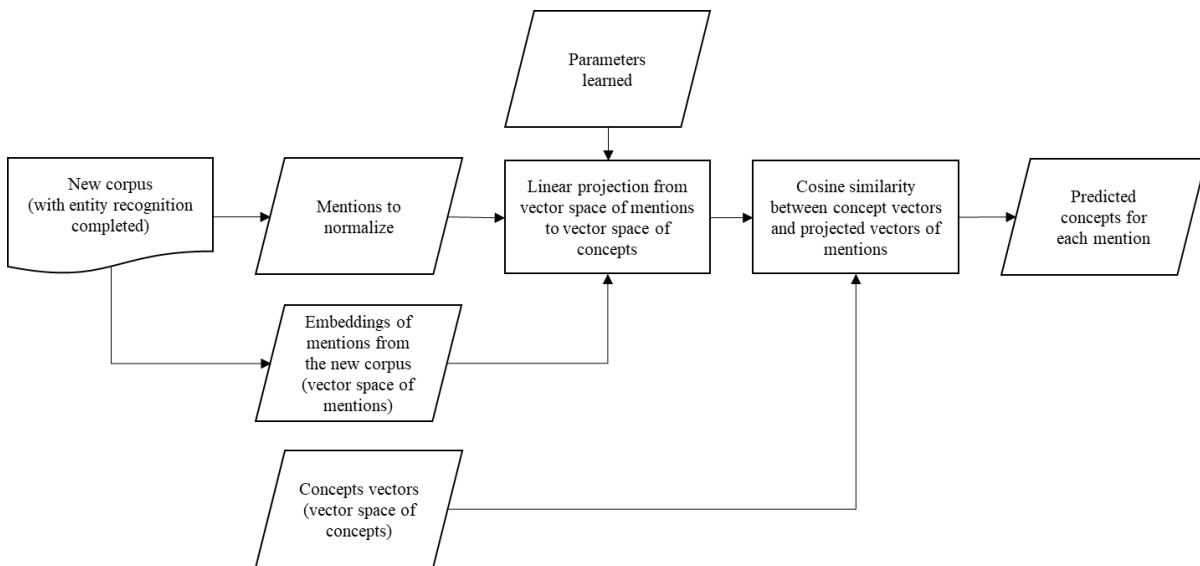 Parameters
learned
New corpus
(with entity recognition
completed)
Mentions to
normalize
Linear projection from
vector space of mentions
to vector space of
concepts
Cosine similarity
between concept vectors
and projected vectors of
mentions
Predicted
concepts for
each mention
Embeddings of
mentions from
the new corpus
(vector space of
mentions)
Concepts vectors
(vector space of
concepts)